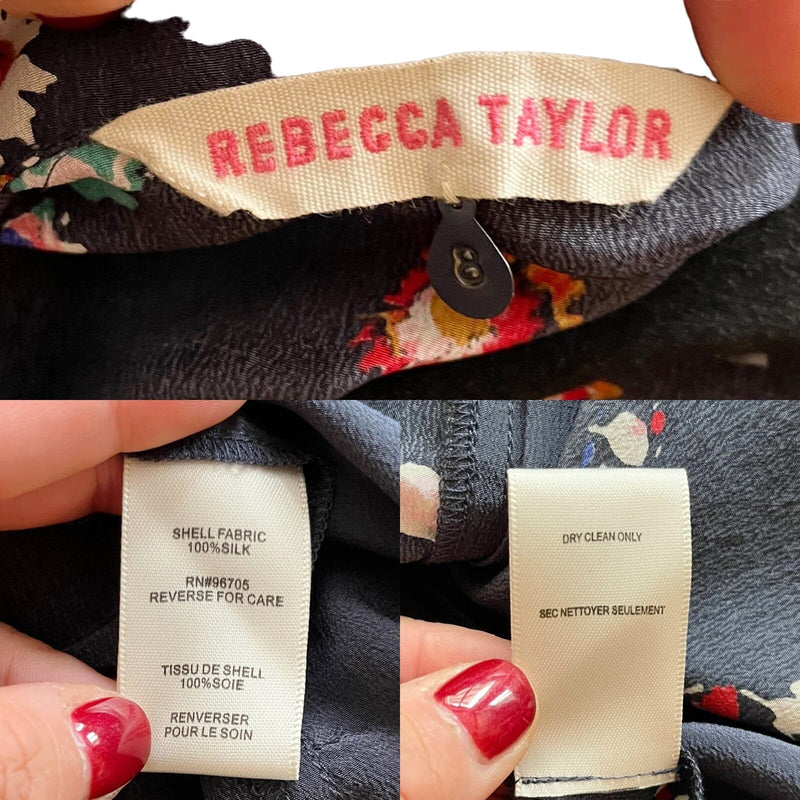 REBECCA TAYLOR
8
SHELL FABRIC
100%SILK
RN#96705
REVERSE FOR CARE
TISSU DE SHELL
100%SOIE
RENVERSER
POUR LE SOIN
DRY CLEAN ONLY
SEC NETTOYER SEULEMENT